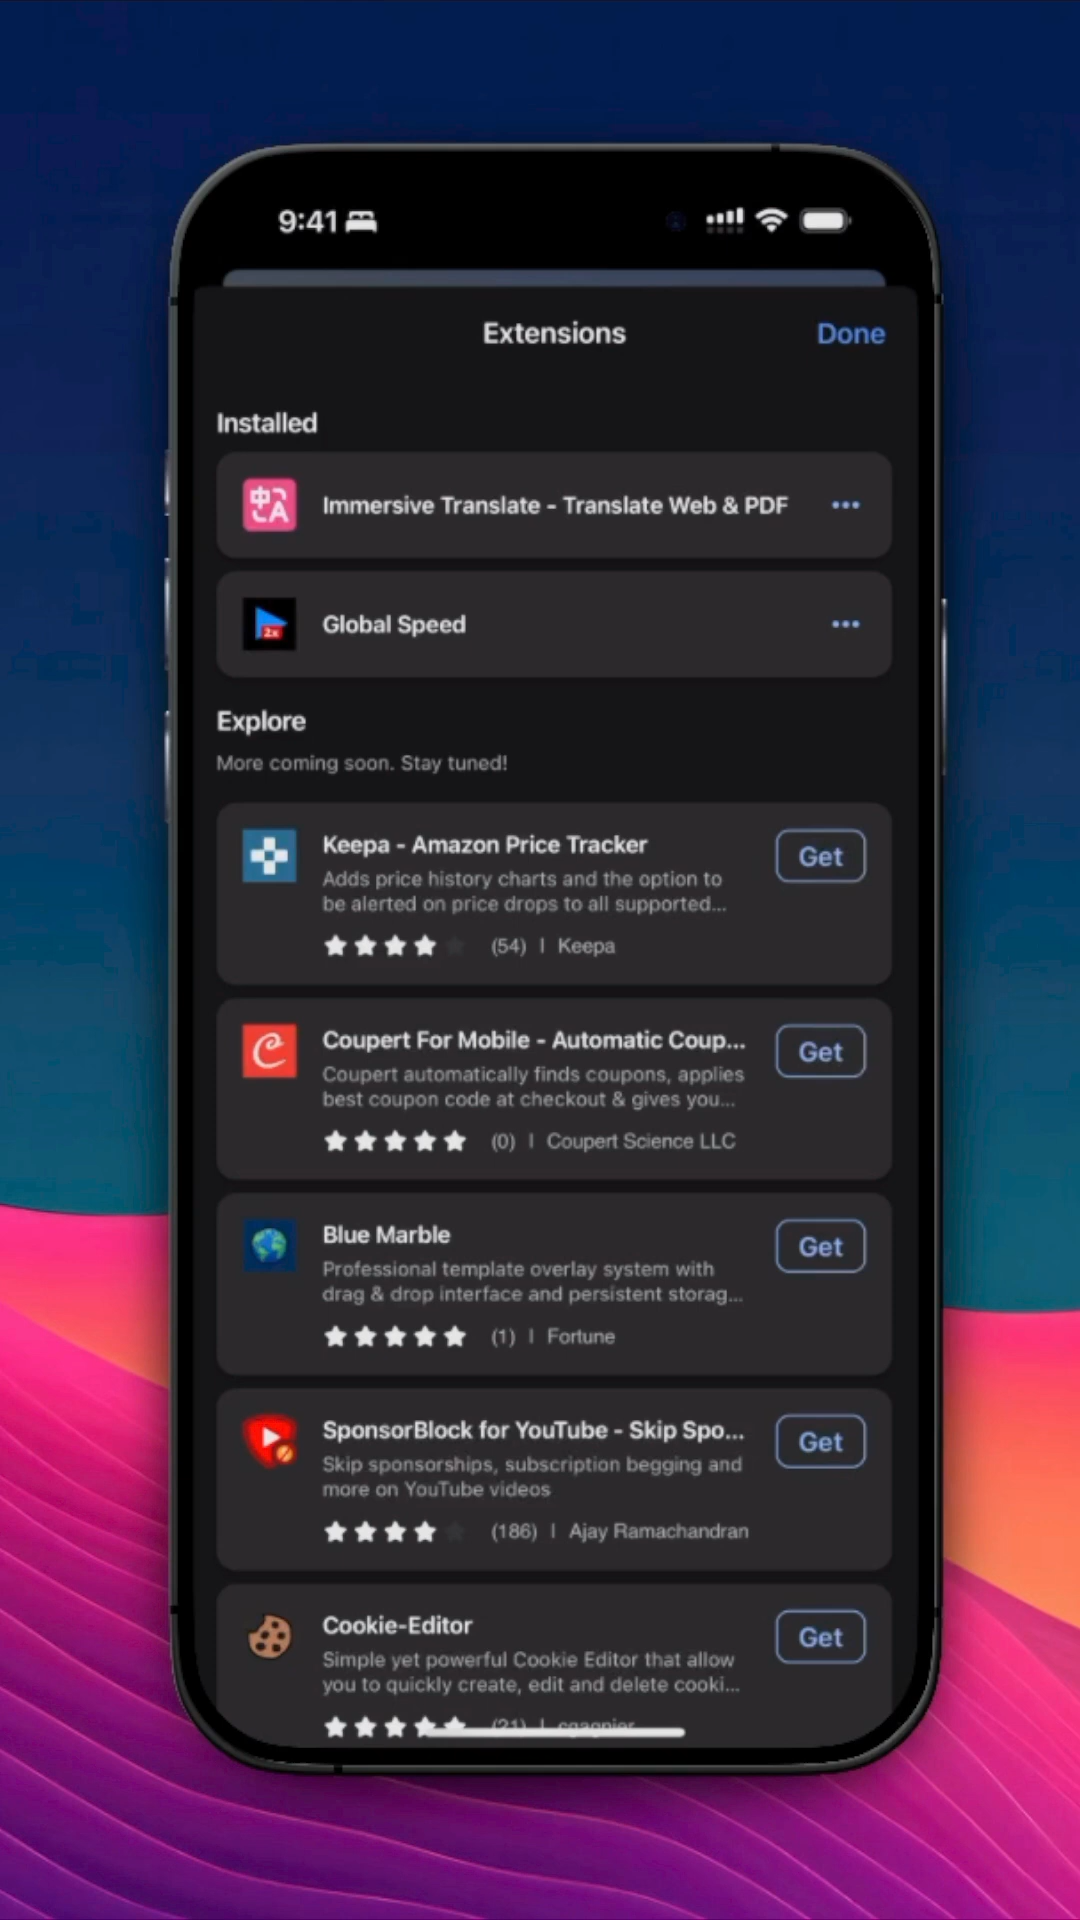 9:41
Extensions
Done
Installed
中
A
Immersive Translate - Translate Web & PDF
2x
Global Speed
Explore
More coming soon. Stay tuned!
Keepa - Amazon Price Tracker
Get
Adds price history charts and the option to
be alerted on price drops to all supported...
(54) | Keepa
Coupert For Mobile - Automatic Coup...
Get
Coupert automatically finds coupons, applies
best coupon code at checkout & gives you...
(0) | Coupert Science LLC
Blue Marble
Get
Professional template overlay system with
drag & drop interface and persistent storag...
(1) | Fortune
SponsorBlock for YouTube - Skip Spo...
Get
Skip sponsorships, subscription begging and
more on YouTube videos
(186) | Ajay Ramachandran
Cookie-Editor
Get
Simple yet powerful Cookie Editor that allow
you to quickly create, edit and delete cooki...
(21) | cgagnier